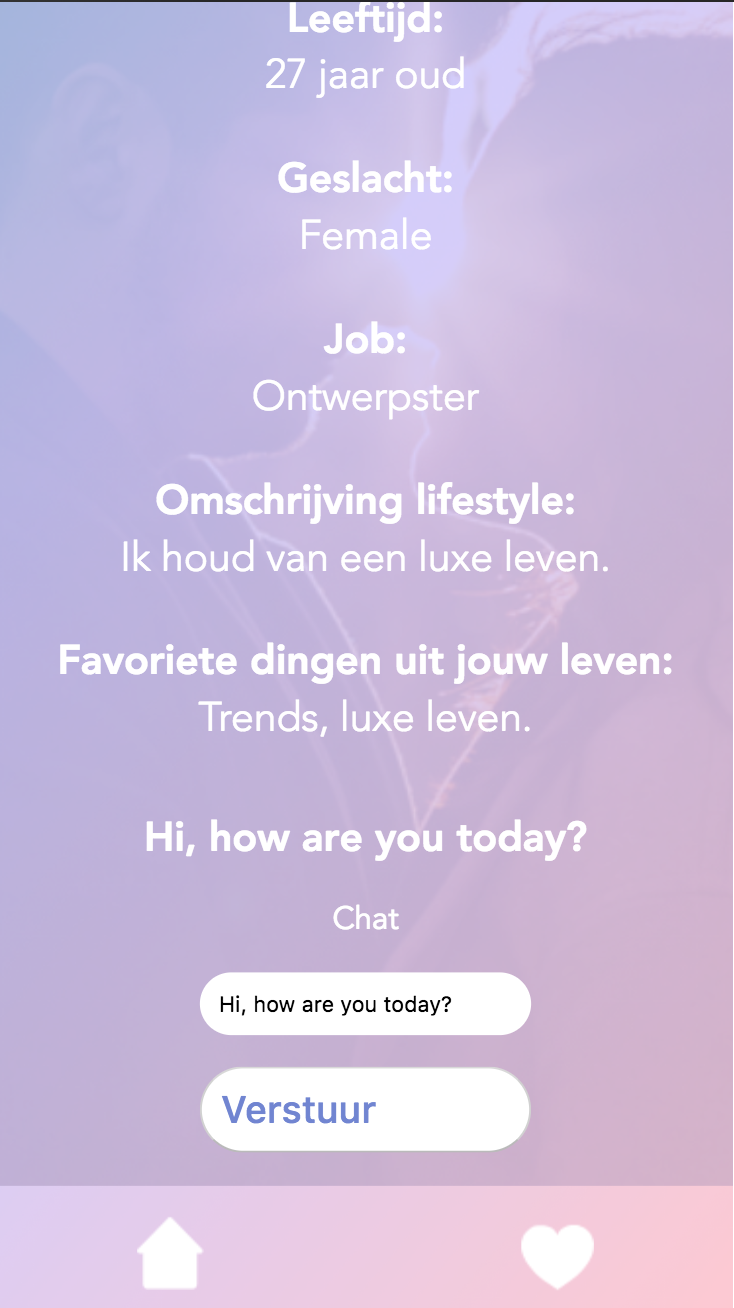 Leeftijd:
27 jaar oud
Geslacht:
Female
Job:
Ontwerpster
Omschrijving lifestyle:
Ik houd van een luxe leven.
Favoriete dingen uit jouw leven:
Trends, luxe leven.
Hi, how are you today?
Chat
Hi, how are you today?
Verstuur